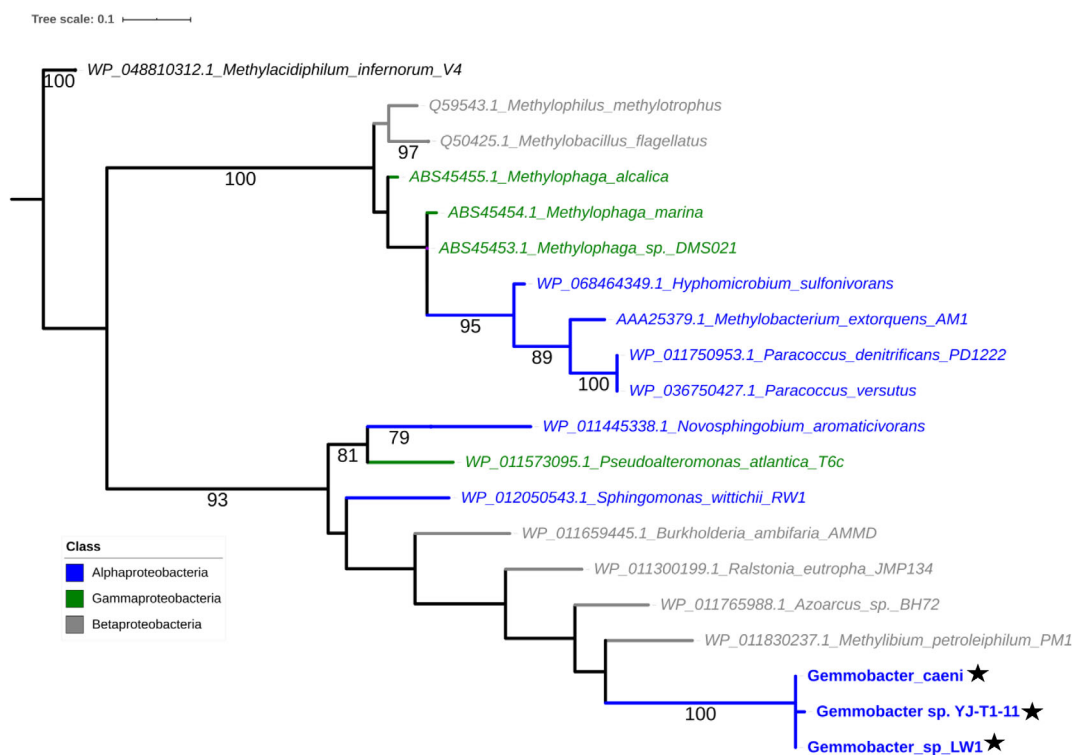 Tree scale: 0.1
WP_048810312.1_Methylacidiphilum_infernorum_V4
100
Q59543.1_Methylophilus_methylotrophus
Q50425.1_Methylobacillus_flagellatus
97
ABS45455.1_Methylophaga_alcalica
100
ABS45454.1_Methylophaga_marina
ABS45453.1_Methylophaga_sp._DMS021
WP_068464349.1_Hyphomicrobium_sulfonivorans
95
AAA25379.1_Methylobacterium_extorquens_AM1
89
WP_011750953.1_Paracoccus_denitrificans_PD1222
100
WP_036750427.1_Paracoccus_versutus
WP_011445338.1_Novosphingobium_aromaticivorans
79
81
WP_011573095.1_Pseudoalteromonas_atlantica_T6c
93
WP_012050543.1_Sphingomonas_wittichii_RW1
WP_011659445.1_Burkholderia_ambifaria_AMMD
WP_011300199.1_Ralstonia_eutropha_JMP134
WP_011765988.1_Azoarcus_sp._BH72
WP_011830237.1_Methylibium_petroleiphilum_PM1
Gemmobacter_caeni
100
Gemmobacter sp. YJ-T1-11
Gemmobacter_sp_LW1
Class
Alphaproteobacteria
Gammaproteobacteria
Betaproteobacteria